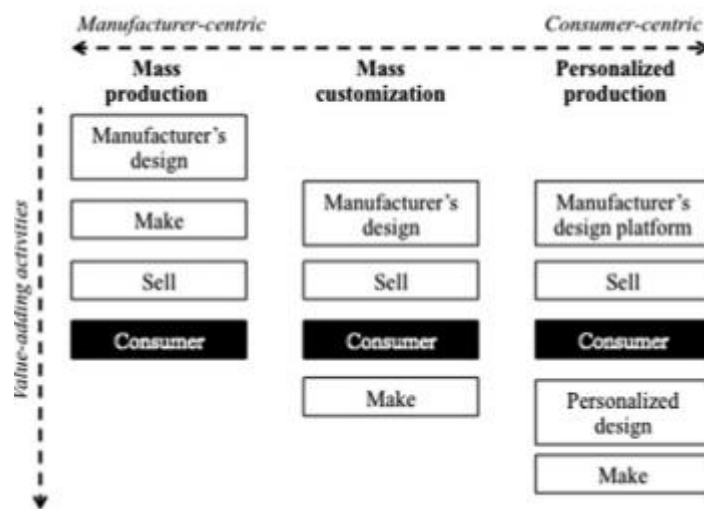 Manufacturer-centric
Consumer-centric
Mass
production
Mass
customization
Personalized
production
Value-adding activities
Manufacturer's
design
Make
Sell
Consumer
Manufacturer's
design
Sell
Consumer
Make
Manufacturer's
design platform
Sell
Consumer
Personalized
design
Make